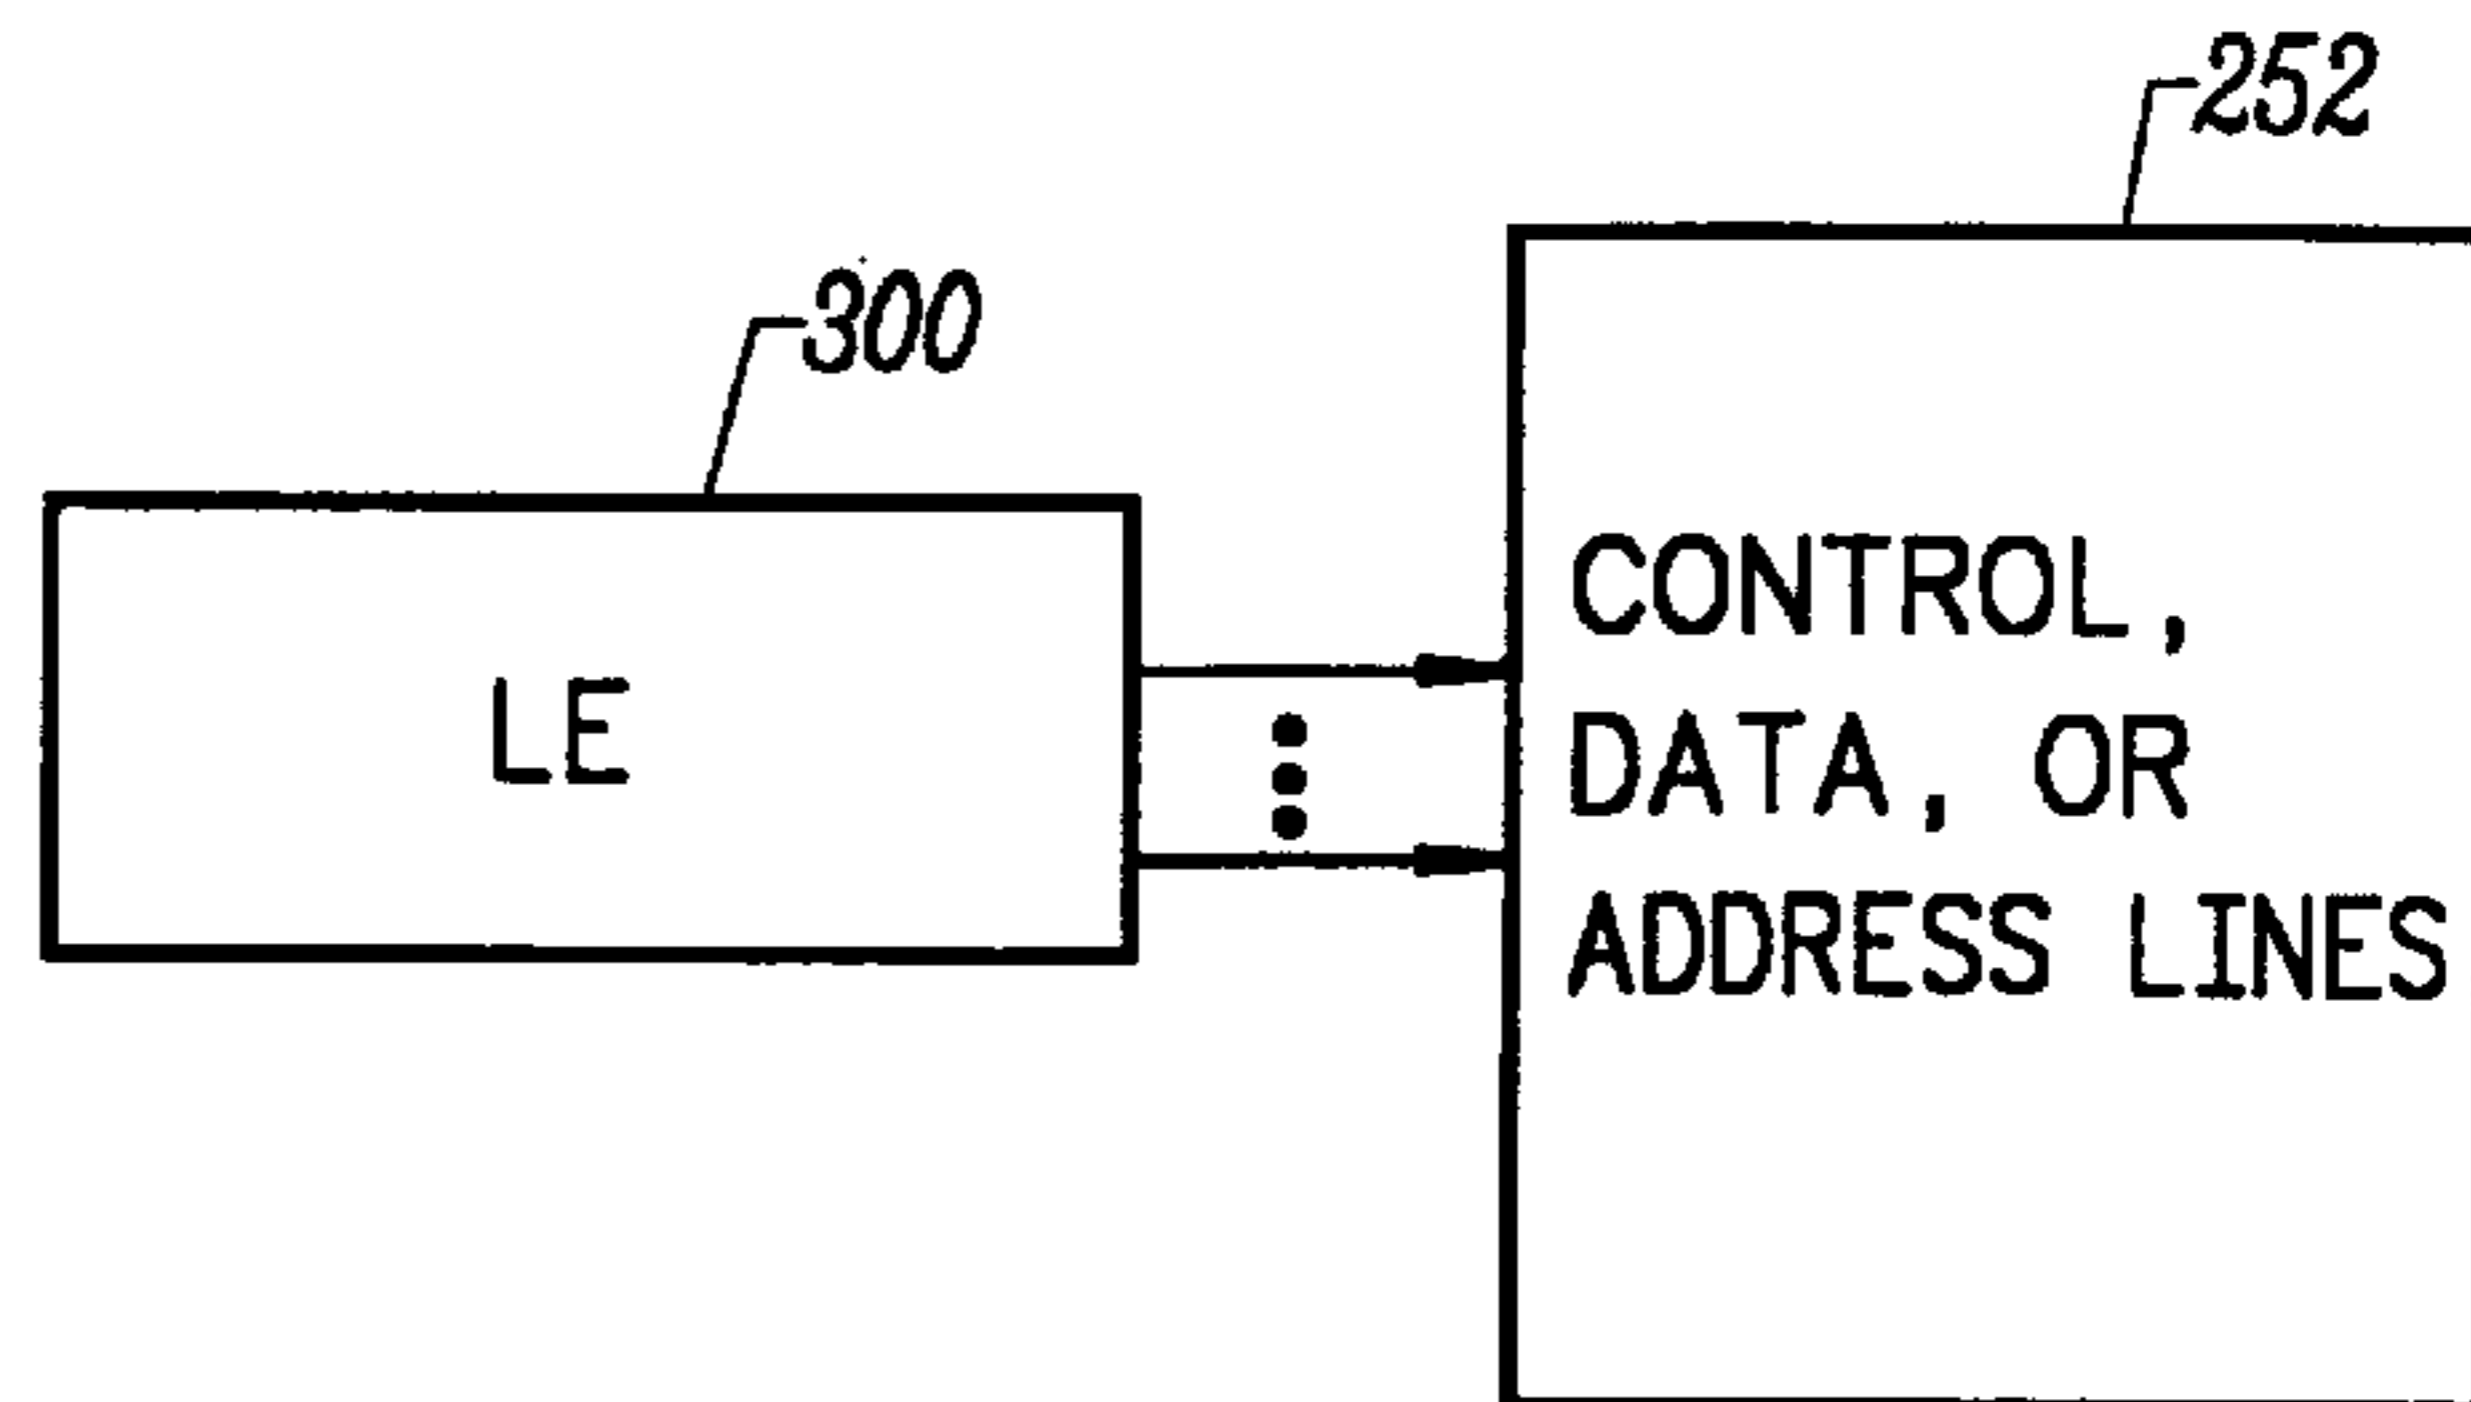 252
300
LE
CONTROL,
DATA, OR
ADDRESS LINES